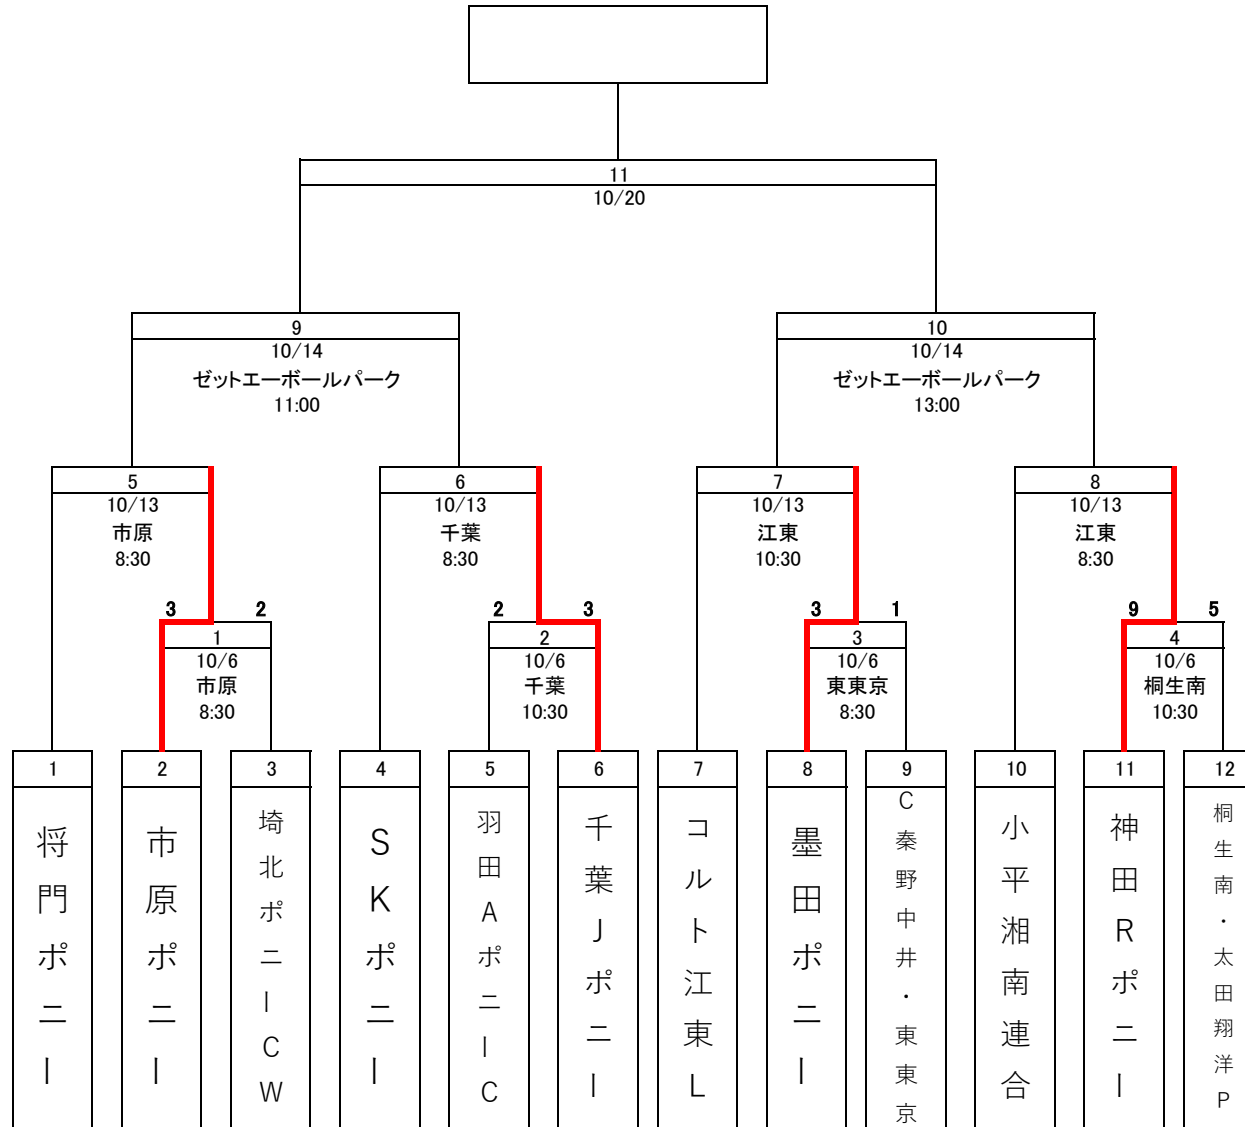 11
10/20
9
10/14
ゼットエーボールパーク
11:00
10
10/14
ゼットエーボールパーク
13:00
5
10/13
市原
8:30
6
10/13
千葉
8:30
7
10/13
江東
10:30
8
10/13
江東
8:30
3 2
1
10/6
市原
8:30
2 3
2
10/6
千葉
10:30
3 1
3
10/6
東東京
8:30
9 5
4
10/6
桐生南
10:30
1
将門ポニー
2
市原ポニー
3
埼北ポニーCW
4
SKポニー
5
羽田AポニーC
6
千葉Jポニー
7
コルト江東L
8
墨田ポニー
9
C秦野中井・東東京
10
小平湘南連合
11
神田Rポニー
12
桐生南・太田翔洋P